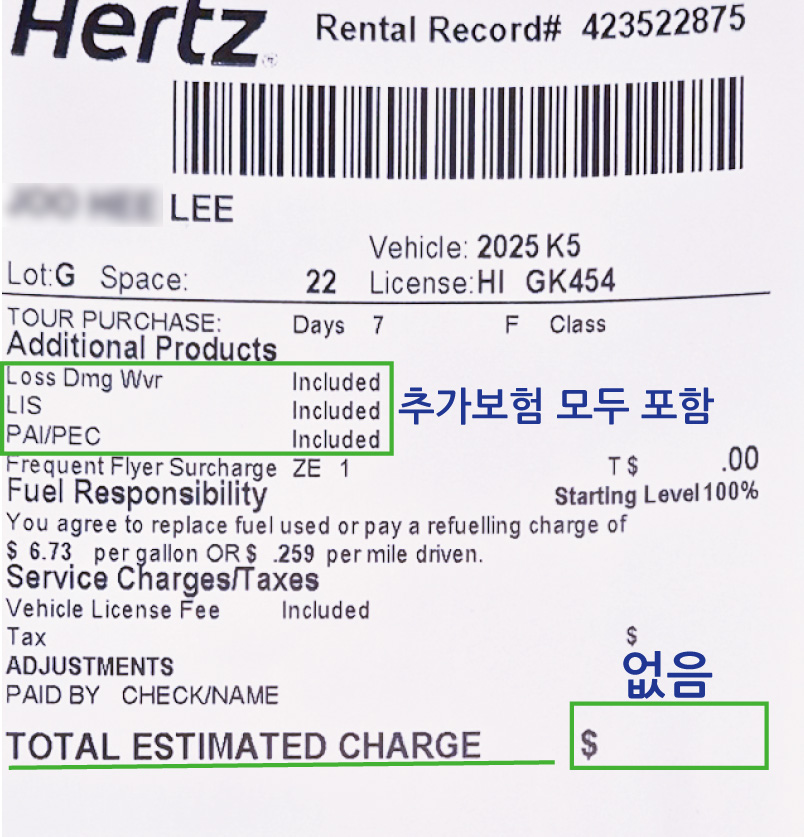 Hertz Rental Record# 423522875
LEE
Vehicle: 2025 K5
Lot:G Space: 22 License:HI GK454
TOUR PURCHASE: Days 7 F Class
Additional Products
Loss Dmg Wvr Included
LIS Included
PAI/PEC Included
추가보험 모두 포함
Frequent Flyer Surcharge ZE 1 T $ .00
Fuel Responsibility Starting Level 100%
You agree to replace fuel used or pay a refuelling charge of
$ 6.73 per gallon OR $ .259 per mile driven.
Service Charges/Taxes
Vehicle License Fee Included
Tax $
ADJUSTMENTS
없음
PAID BY CHECK/NAME
TOTAL ESTIMATED CHARGE $